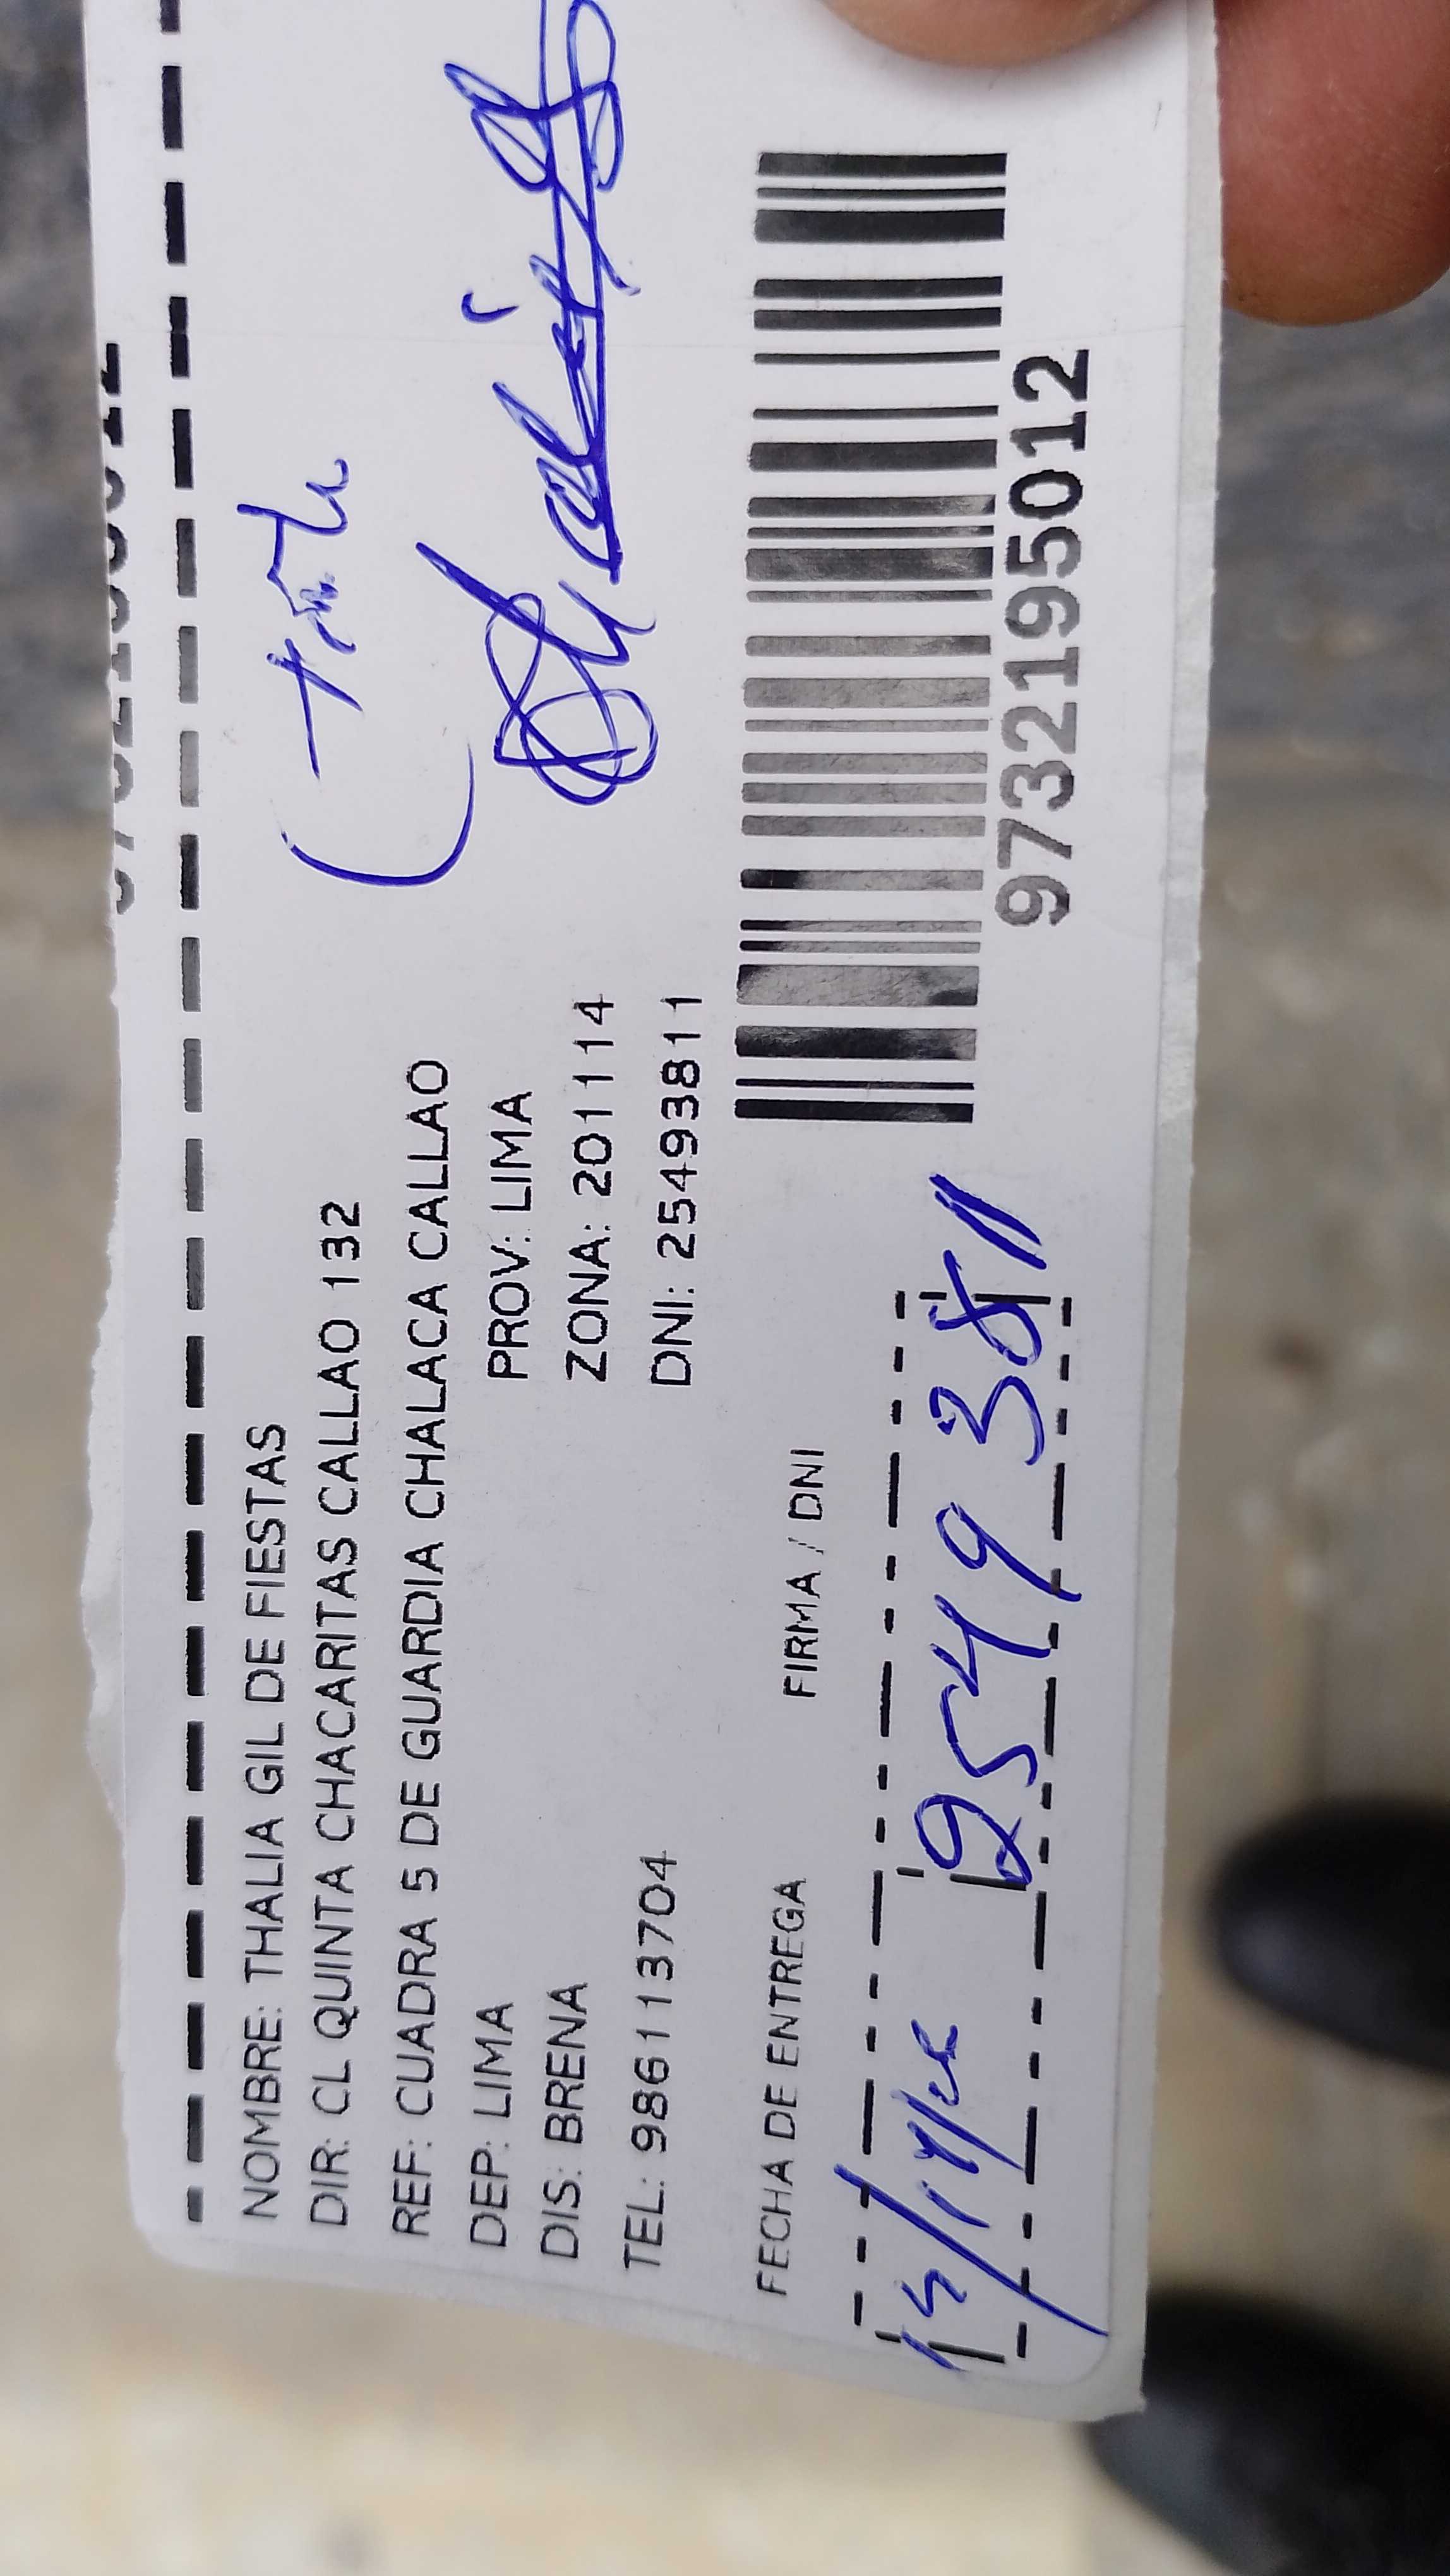 NOMBRE: THALIA GIL DE FIESTAS
DIR: CL QUINTA CHACARITAS CALLAO 132
REF: CUADRA 5 DE GUARDIA CHALACA CALLAO
DEP: LIMA PROV: LIMA
DIS: BRENA ZONA: 201114
TEL: 986113704 DNI: 25493811
FECHA DE ENTREGA FIRMA / DNI
25493811
9732195012